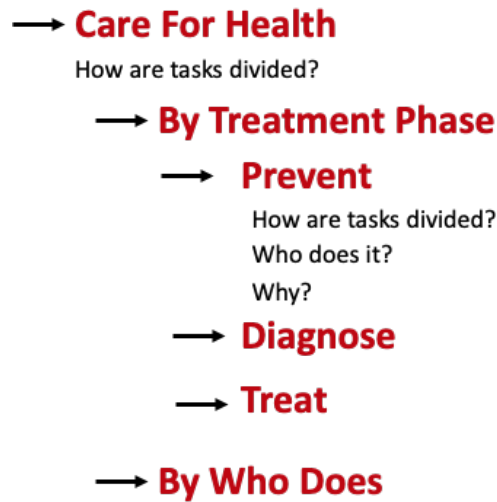 Care For Health
How are tasks divided?
By Treatment Phase
Prevent
How are tasks divided?
Who does it?
Why?
Diagnose
Treat
By Who Does